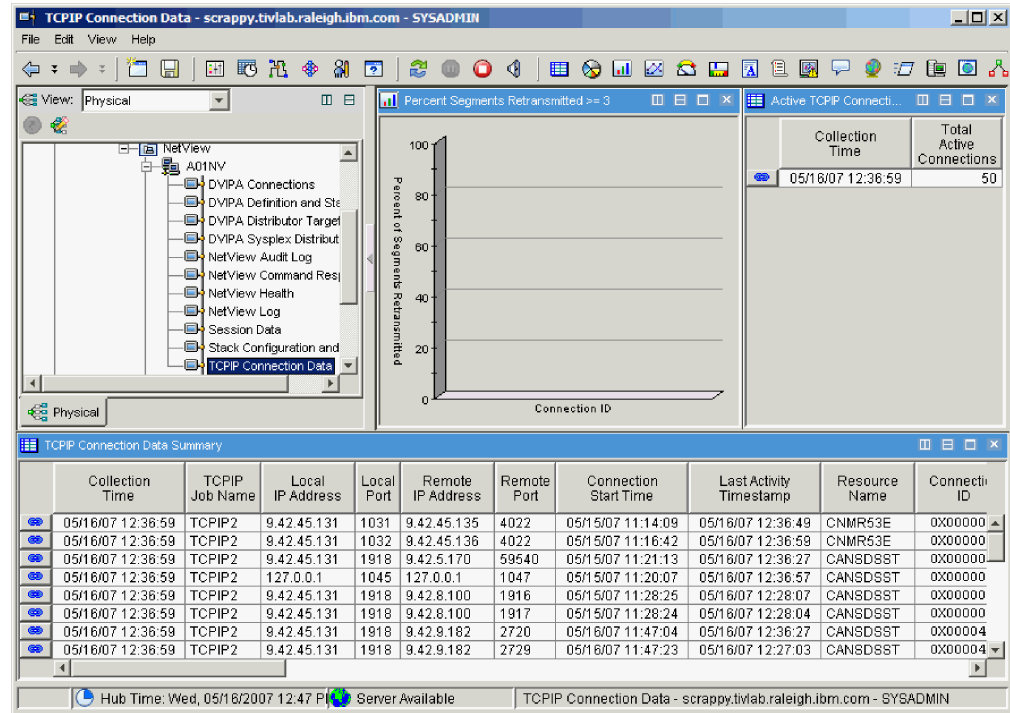 TCPIP Connection Data - scrappy.tivlab.raleigh.ibm.com - SYSADMIN
File Edit View Help
View: Physical
NetView
A01NV
DVIPA Connections
DVIPA Definition and Sta
DVIPA Distributor Target
DVIPA Sysplex Distribut
NetView Audit Log
NetView Command Resp
NetView Health
NetView Log
Session Data
Stack Configuration and
TCPIP Connection Data
Physical
Percent Segments Retransmitted >= 3
Percent of Segments Retransmitted
100
80
60
40
20
0
Connection ID
Active TCPIP Connecti...
Collection Time Total Active Connections
05/16/07 12:36:59 50
TCPIP Connection Data Summary
Collection Time TCPIP Job Name Local IP Address Local Port Remote IP Address Remote Port Connection Start Time Last Activity Timestamp Resource Name Connecti ID
05/16/07 12:36:59 TCPIP2 9.42.45.131 1031 9.42.45.135 4022 05/15/07 11:14:09 05/16/07 12:36:49 CNMR53E 0X00000
05/16/07 12:36:59 TCPIP2 9.42.45.131 1032 9.42.45.136 4022 05/15/07 11:16:42 05/16/07 12:36:59 CNMR53E 0X00000
05/16/07 12:36:59 TCPIP2 9.42.45.131 1918 9.42.5.170 59540 05/15/07 11:21:13 05/16/07 12:36:27 CANSDSST 0X00000
05/16/07 12:36:59 TCPIP2 127.0.0.1 1045 127.0.0.1 1047 05/15/07 11:20:07 05/16/07 12:36:57 CANSDSST 0X00000
05/16/07 12:36:59 TCPIP2 9.42.45.131 1918 9.42.8.100 1916 05/15/07 11:28:25 05/16/07 12:28:07 CANSDSST 0X00000
05/16/07 12:36:59 TCPIP2 9.42.45.131 1918 9.42.8.100 1917 05/15/07 11:28:24 05/16/07 12:28:04 CANSDSST 0X00000
05/16/07 12:36:59 TCPIP2 9.42.45.131 1918 9.42.9.182 2720 05/16/07 11:47:04 05/16/07 12:36:27 CANSDSST 0X00004
05/16/07 12:36:59 TCPIP2 9.42.45.131 1918 9.42.9.182 2729 05/16/07 11:47:23 05/16/07 12:27:03 CANSDSST 0X00004
Hub Time: Wed, 05/16/2007 12:47 P Server Available TCPIP Connection Data - scrappy.tivlab.raleigh.ibm.com - SYSADMIN